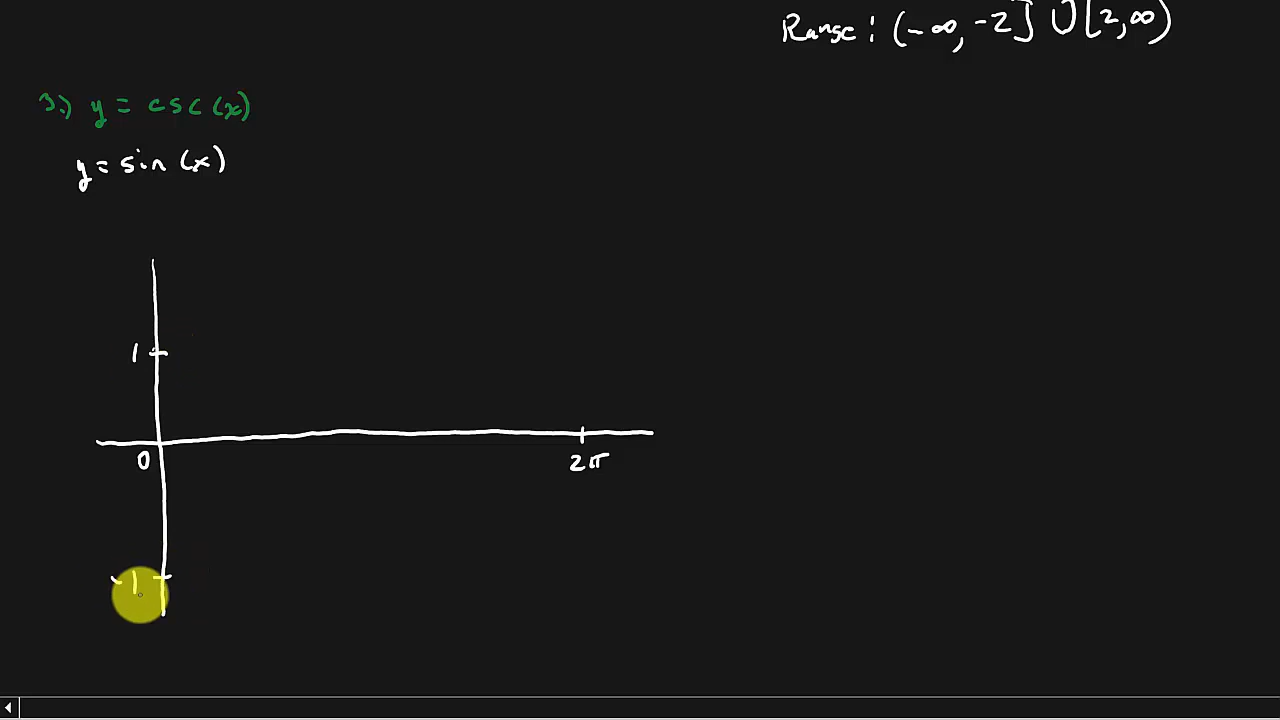 Range: (-∞, -2] ∪ [2, ∞)
3.) y = csc(x)
y = sin(x)
1
0
2π
-1